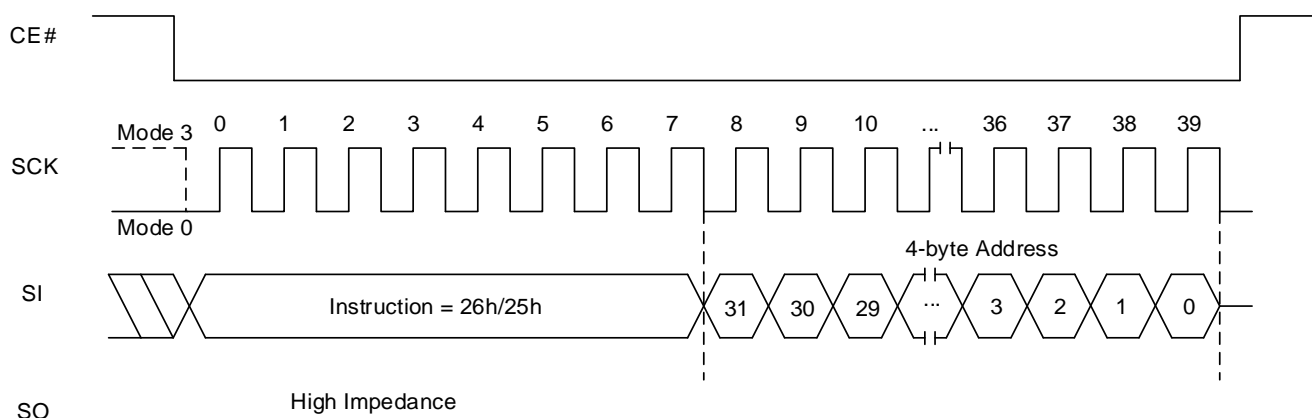 CE#
0 1 2 3 4 5 6 7 8 9 10 ... 36 37 38 39
Mode 3
SCK
Mode 0
4-byte Address
SI
Instruction = 26h/25h 31 30 29 ... 3 2 1 0
High Impedance
SO